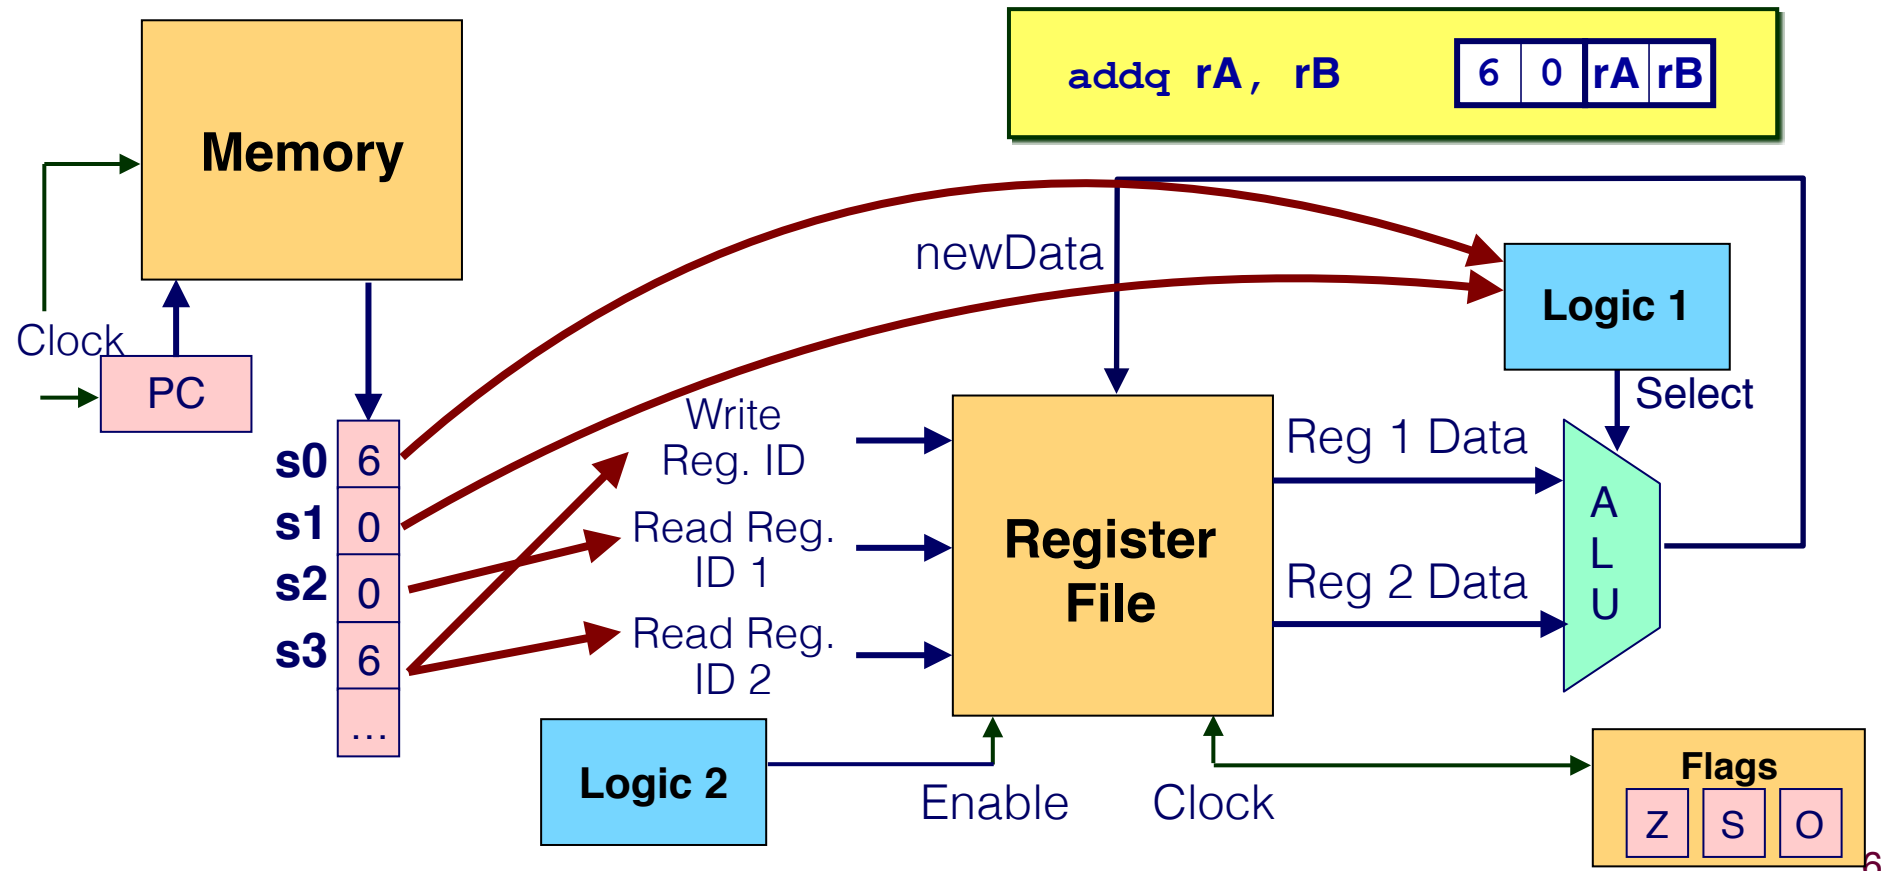 addq rA, rB
6 0 rA rB
Memory
newData
Logic 1
Clock
PC
Select
Write
Reg. ID
Reg 1 Data
s0 6
s1 0
s2 0
s3 6
...
Read Reg.
ID 1
Register
File
A
L
U
Reg 2 Data
Read Reg.
ID 2
Logic 2
Enable
Clock
Flags
Z S O
6